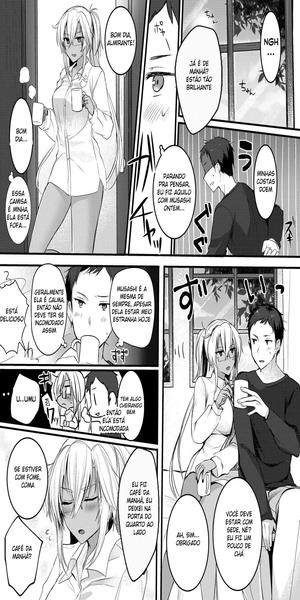 NGH
...
JÁ É DE
MANHÃ?
ESTÁ TÃO
BRILHANTE
BOM DIA,
ALMIRANTE!
MINHAS
COSTAS
DOEM
PARANDO
PRA PENSAR,
EU FIZ AQUILO
COM MUSASHI
ONTEM...
BOM
DIA...
ESSA
CAMISA
É MINHA,
ELA ESTÁ
FOFA...
MUSASHI
É A
MESMA DE
SEMPRE, APESAR
DELA ESTAR MEIO
ESTRANHA HOJE
GERALMENTE
ELA É CALMA,
ENTÃO NÃO
DEVE TER SE
INCOMODADO
ASSIM
ESTÁ
DELICIOSO
TEM ALGO
CHEIRANDO
BEM
ENTÃO
ELA ESTÁ
INCOMODADA
U...UMU
VOCÊ
DEVE ESTAR
COM SEDE,
NÉ?
EU FIZ UM
POUCO DE
CHÁ
AH, SIM...
OBRIGADO
EU FIZ
CAFÉ DA
MANHÃ, EU
DEIXEI NA
PORTA DO
QUARTO AO
LADO
SE ESTIVER
COM FOME,
COMA
CAFÉ DA
MANHÃ?